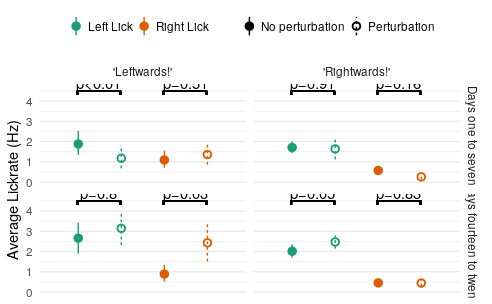 Left Lick Right Lick No perturbation Perturbation
'Leftwards!' 'Rightwards!'
p<0.01 p=0.31 p=0.91 p=0.16
4
3
2
1
0
Days one to seven
p=0.8 p=0.03 p=0.05 p=0.83
4
3
2
1
0
ys fourteen to twen
Average Lickrate (Hz)